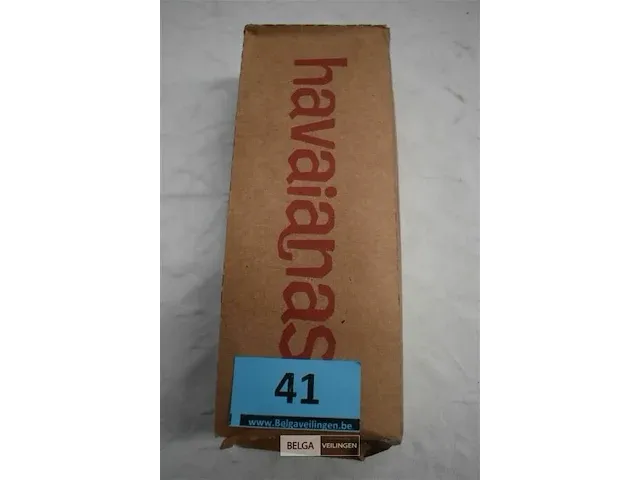 havaianas
41
www.Belgaveilingen.be
BELGA VEILINGEN